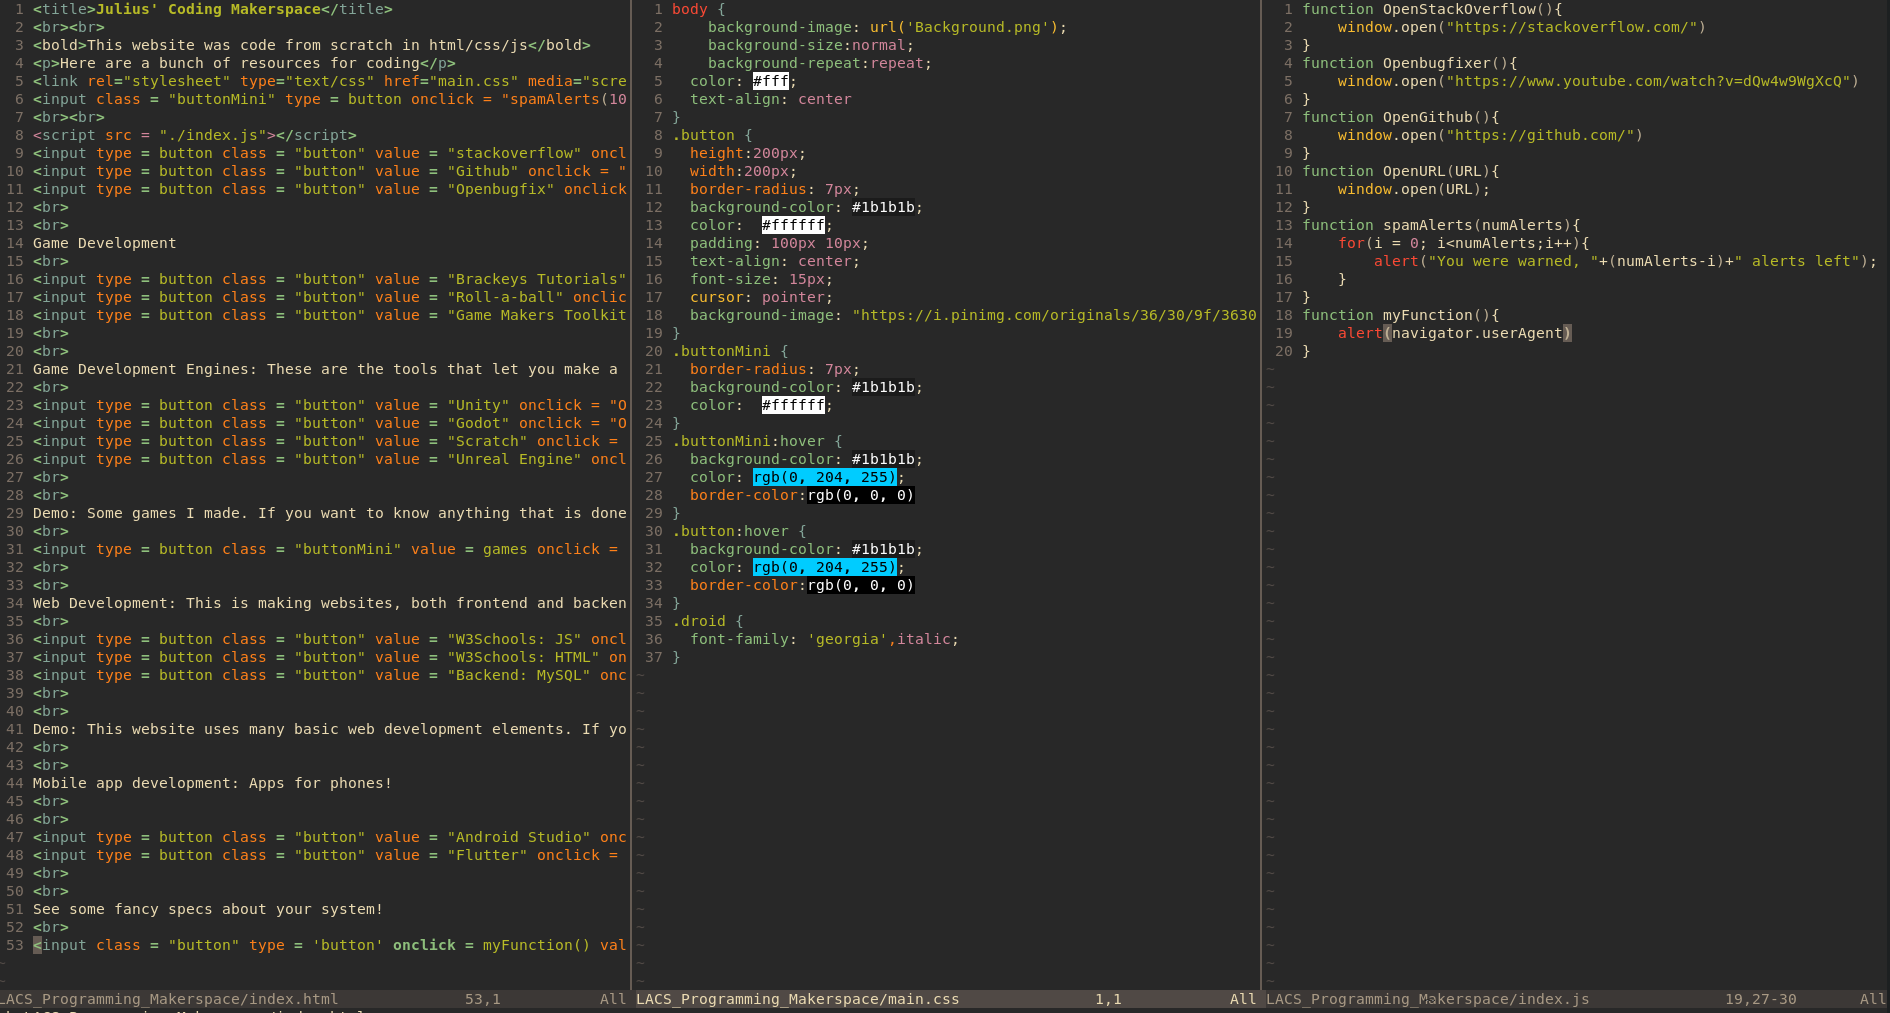 1 <title>Julius' Coding Makerspace</title>
2 <br><br>
3 <bold>This website was code from scratch in html/css/js</bold>
4 <p>Here are a bunch of resources for coding</p>
5 <link rel="stylesheet" type="text/css" href="main.css" media="scre
6 <input class = "buttonMini" type = button onclick = "spamAlerts(10
7 <br><br>
8 <script src = "./index.js"></script>
9 <input type = button class = "button" value = "stackoverflow" oncl
10 <input type = button class = "button" value = "Github" onclick = "
11 <input type = button class = "button" value = "Openbugfix" onclick
12 <br>
13 <br>
14 Game Development
15 <br>
16 <input type = button class = "button" value = "Brackeys Tutorials"
17 <input type = button class = "button" value = "Roll-a-ball" onclic
18 <input type = button class = "button" value = "Game Makers Toolkit
19 <br>
20 <br>
21 Game Development Engines: These are the tools that let you make a
22 <br>
23 <input type = button class = "button" value = "Unity" onclick = "O
24 <input type = button class = "button" value = "Godot" onclick = "O
25 <input type = button class = "button" value = "Scratch" onclick =
26 <input type = button class = "button" value = "Unreal Engine" oncl
27 <br>
28 <br>
29 Demo: Some games I made. If you want to know anything that is done
30 <br>
31 <input type = button class = "buttonMini" value = games onclick =
32 <br>
33 <br>
34 Web Development: This is making websites, both frontend and backen
35 <br>
36 <input type = button class = "button" value = "W3Schools: JS" oncl
37 <input type = button class = "button" value = "W3Schools: HTML" on
38 <input type = button class = "button" value = "Backend: MySQL" onc
39 <br>
40 <br>
41 Demo: This website uses many basic web development elements. If yo
42 <br>
43 <br>
44 Mobile app development: Apps for phones!
45 <br>
46 <br>
47 <input type = button class = "button" value = "Android Studio" onc
48 <input type = button class = "button" value = "Flutter" onclick =
49 <br>
50 <br>
51 See some fancy specs about your system!
52 <br>
53 <input class = "button" type = 'button' onclick = myFunction() val
~
~
LACS_Programming_Makerspace/index.html 53,1 All
1 body {
2 background-image: url('Background.png');
3 background-size:normal;
4 background-repeat:repeat;
5 color: #fff;
6 text-align: center
7 }
8 .button {
9 height:200px;
10 width:200px;
11 border-radius: 7px;
12 background-color: #1b1b1b;
13 color: #ffffff;
14 padding: 100px 10px;
15 text-align: center;
16 font-size: 15px;
17 cursor: pointer;
18 background-image: "https://i.pinimg.com/originals/36/30/9f/3630
19 }
20 .buttonMini {
21 border-radius: 7px;
22 background-color: #1b1b1b;
23 color: #ffffff;
24 }
25 .buttonMini:hover {
26 background-color: #1b1b1b;
27 color: rgb(0, 204, 255);
28 border-color:rgb(0, 0, 0)
29 }
30 .button:hover {
31 background-color: #1b1b1b;
32 color: rgb(0, 204, 255);
33 border-color:rgb(0, 0, 0)
34 }
35 .droid {
36 font-family: 'georgia',italic;
37 }
LACS_Programming_Makerspace/main.css 1,1 All
1 function OpenStackOverflow(){
2 window.open("https://stackoverflow.com/")
3 }
4 function Openbugfixer(){
5 window.open("https://www.youtube.com/watch?v=dQw4w9WgXcQ")
6 }
7 function OpenGithub(){
8 window.open("https://github.com/")
9 }
10 function OpenURL(URL){
11 window.open(URL);
12 }
13 function spamAlerts(numAlerts){
14 for(i = 0; i<numAlerts;i++){
15 alert("You were warned, "+(numAlerts-i)+" alerts left");
16 }
17 }
18 function myFunction(){
19 alert(navigator.userAgent)
20 }
LACS_Programming_Makerspace/index.js 19,27-30 All